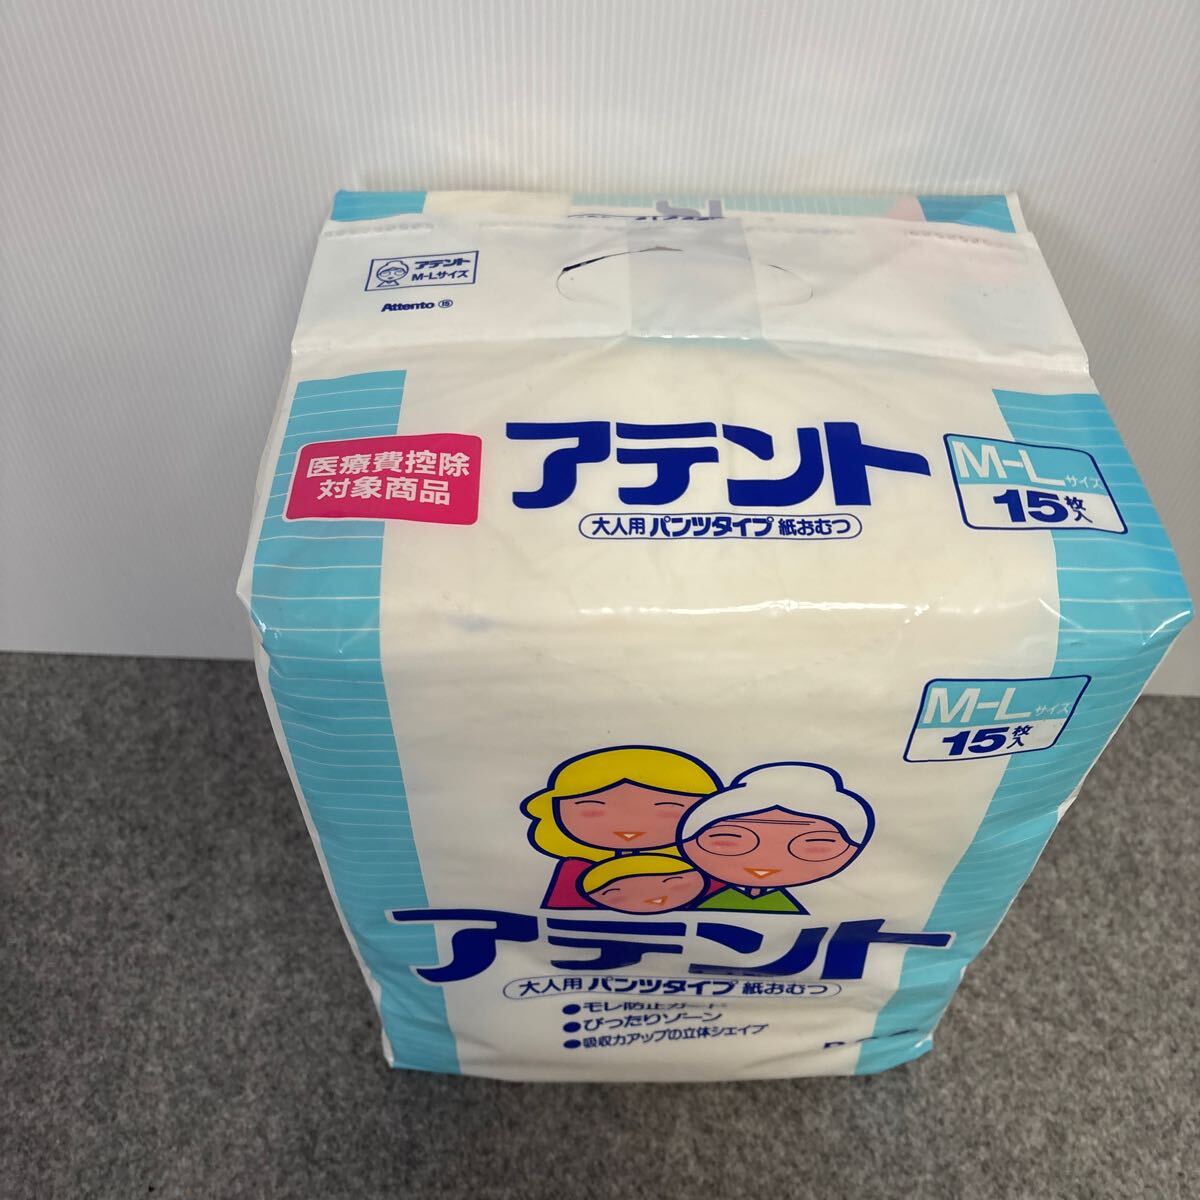 アテント
M-Lサイズ
Attento ⑮
医療費控除
対象商品
アテント
大人用 パンツタイプ 紙おむつ
M-Lサイズ
15枚入
M-Lサイズ
15枚入
アテント
大人用 パンツタイプ 紙おむつ
●モレ防止ガード
●ぴったりゾーン
●吸収力アップの立体シェイプ